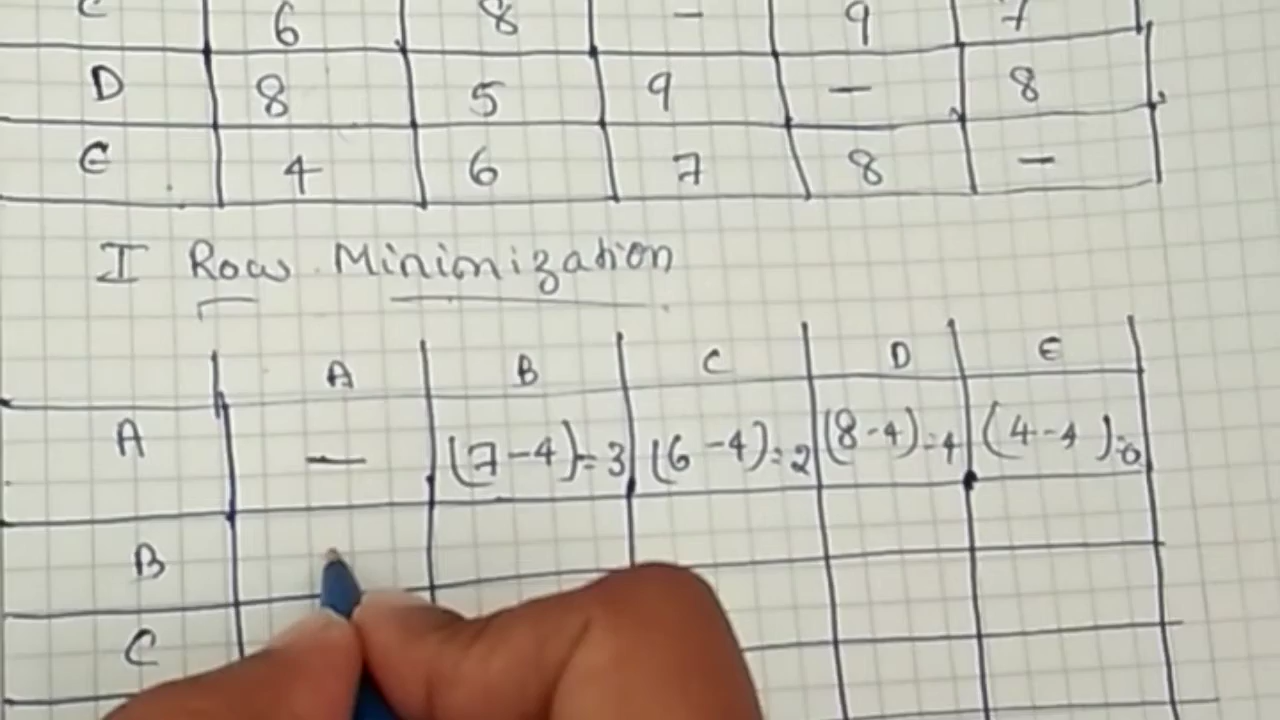 C 6 8 - 9 7
D 8 5 9 - 8
E 4 6 7 8 -
I Row Minimization
A B C D E
A - (7-4)=3 (6-4)=2 (8-4)=4 (4-4)=0
B
C